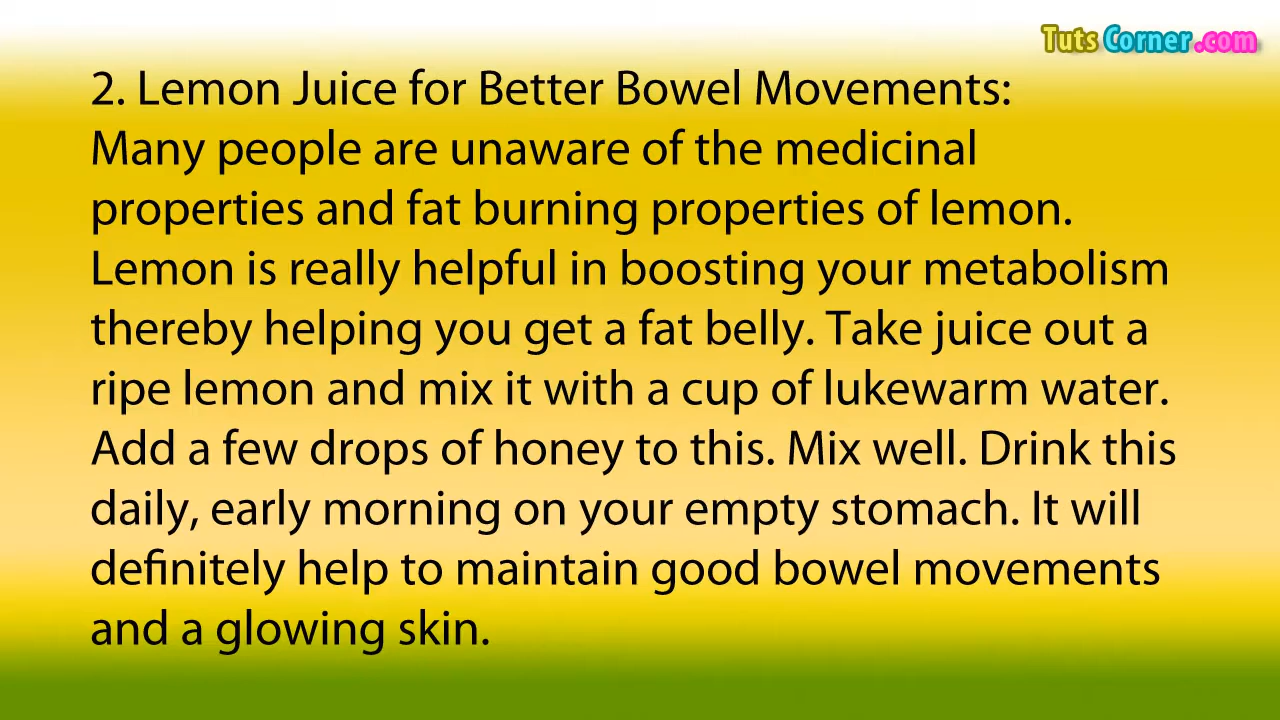 Tuts Corner.com
2. Lemon Juice for Better Bowel Movements:
Many people are unaware of the medicinal
properties and fat burning properties of lemon.
Lemon is really helpful in boosting your metabolism
thereby helping you get a fat belly. Take juice out a
ripe lemon and mix it with a cup of lukewarm water.
Add a few drops of honey to this. Mix well. Drink this
daily, early morning on your empty stomach. It will
definitely help to maintain good bowel movements
and a glowing skin.